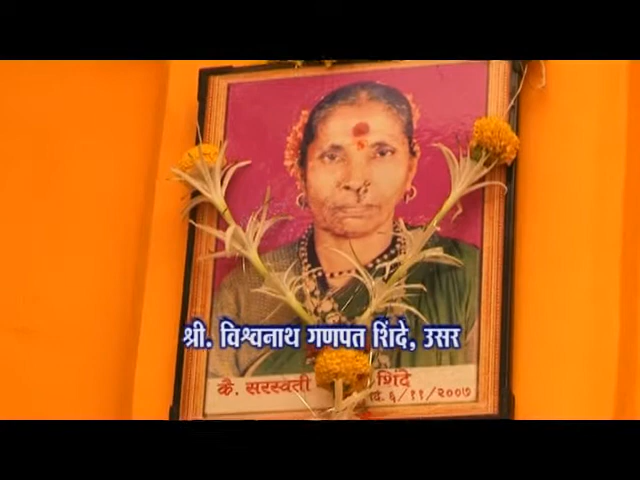 श्री. विश्वनाथ गणपत शिंदे, उसर
कै. सरस्वती शिंदे
दि. ६/११/२००७